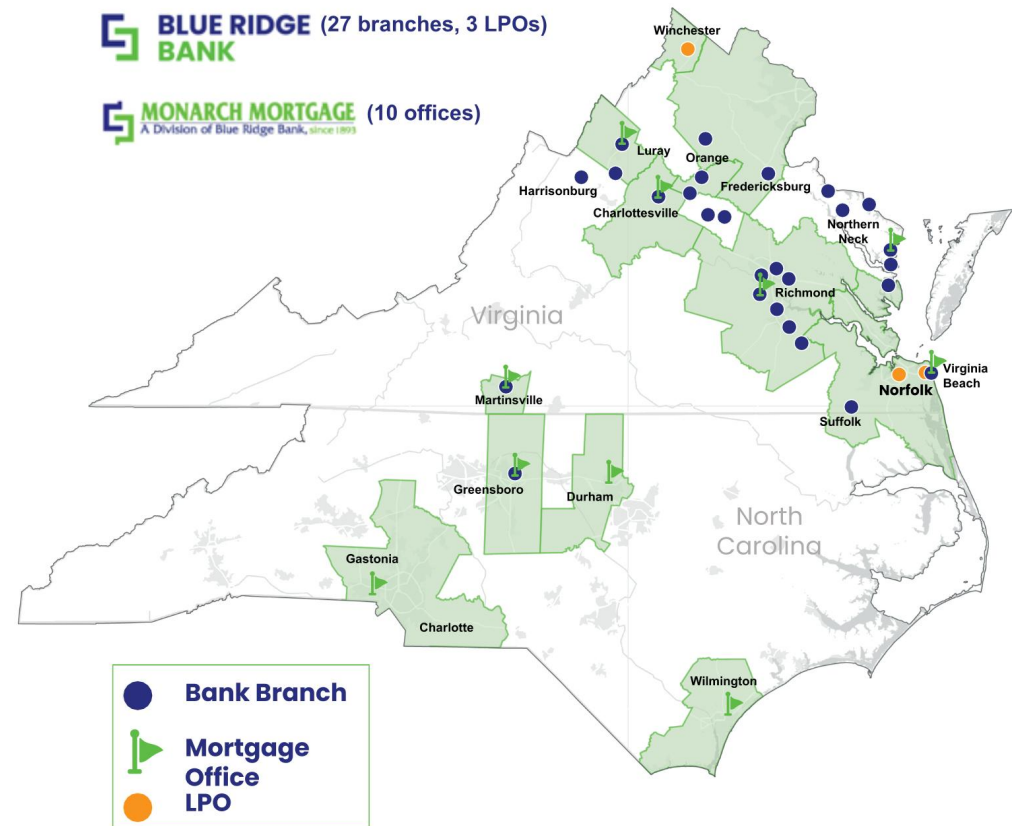 BLUE RIDGE (27 branches, 3 LPOs)
BANK
MONARCH MORTGAGE (10 offices)
A Division of Blue Ridge Bank, since 1893
Winchester
Luray
Orange
Harrisonburg
Fredericksburg
Charlottesville
Northern
Neck
Richmond
Virginia
Virginia
Beach
Norfolk
Martinsville
Suffolk
Greensboro
Durham
North
Carolina
Gastonia
Charlotte
Wilmington
Bank Branch
Mortgage
Office
LPO